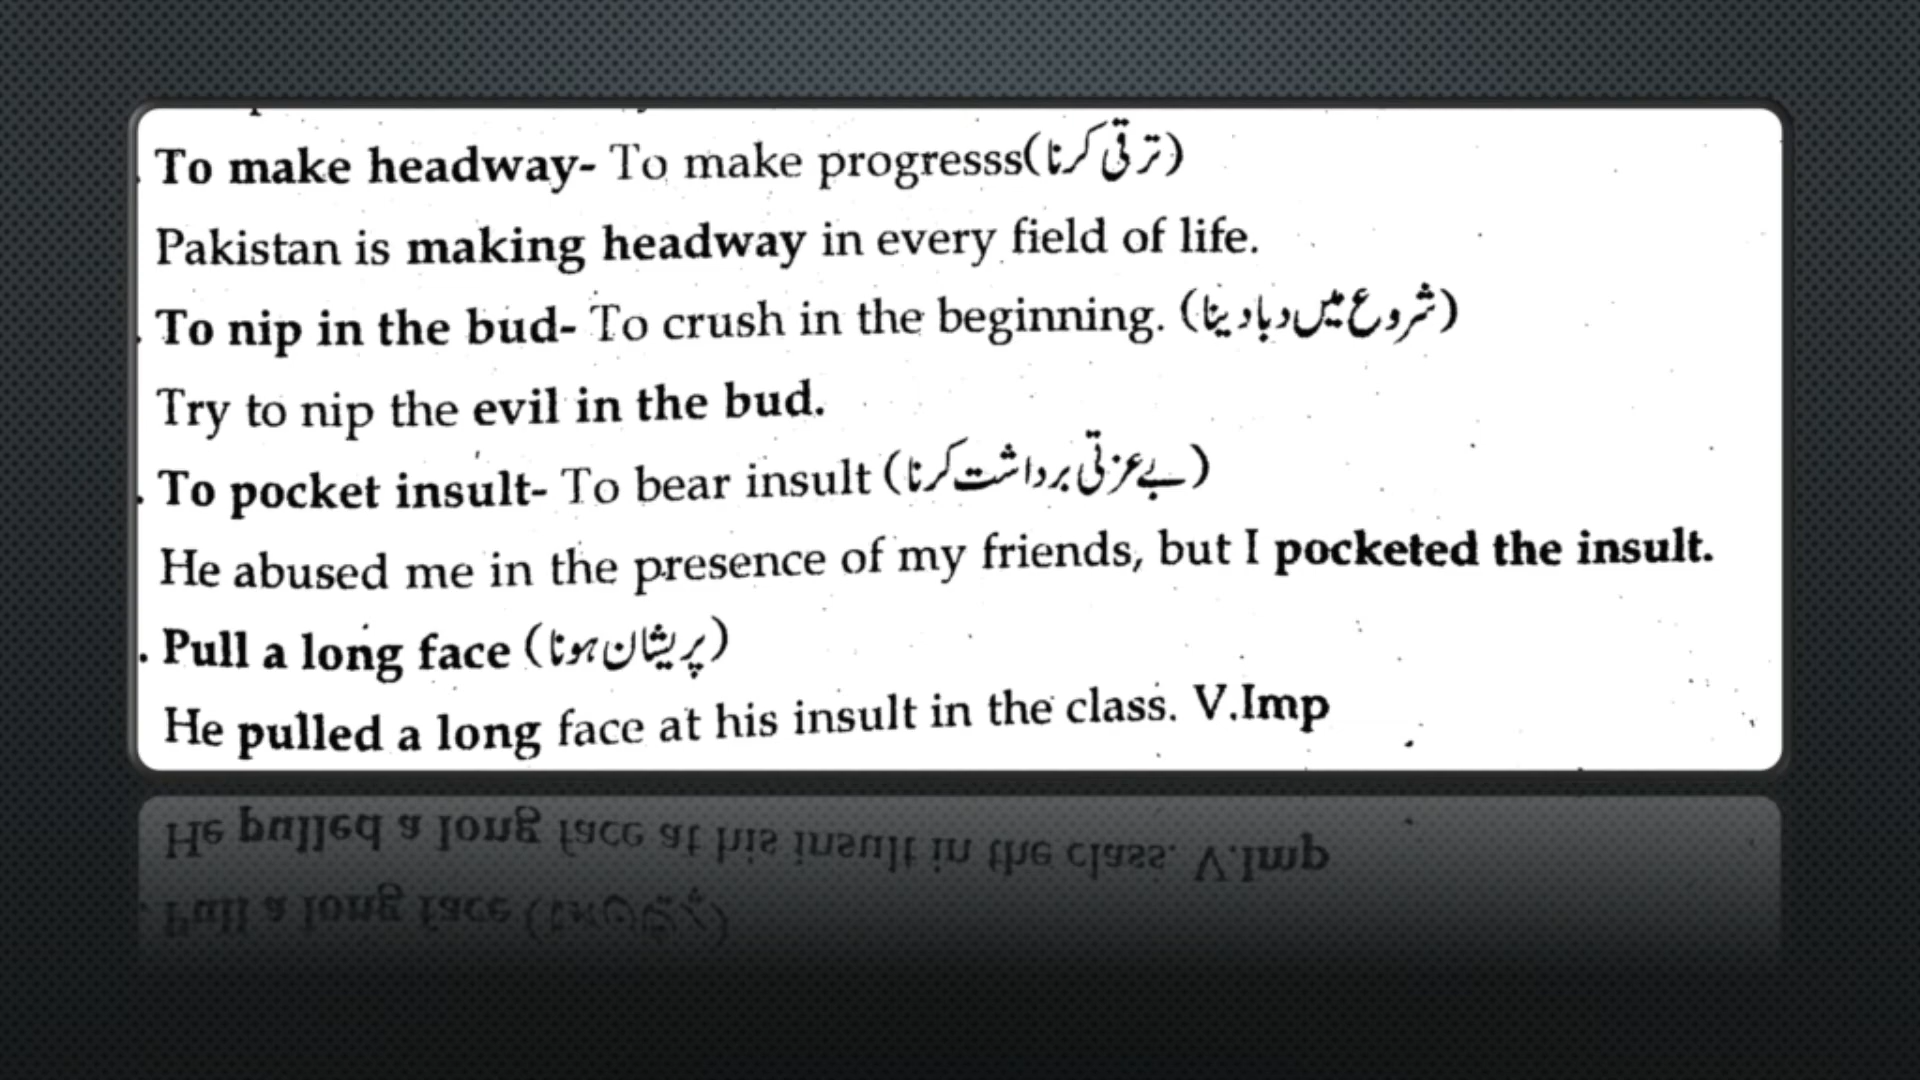 To make headway- To make progresss(ترقی کرنا)
Pakistan is making headway in every field of life.
To nip in the bud- To crush in the beginning. (شروع میں دبا دینا)
Try to nip the evil in the bud.
. To pocket insult- To bear insult (بے عزتی برداشت کرنا)
He abused me in the presence of my friends, but I pocketed the insult.
. Pull a long face (پریشان ہونا)
He pulled a long face at his insult in the class. V.Imp